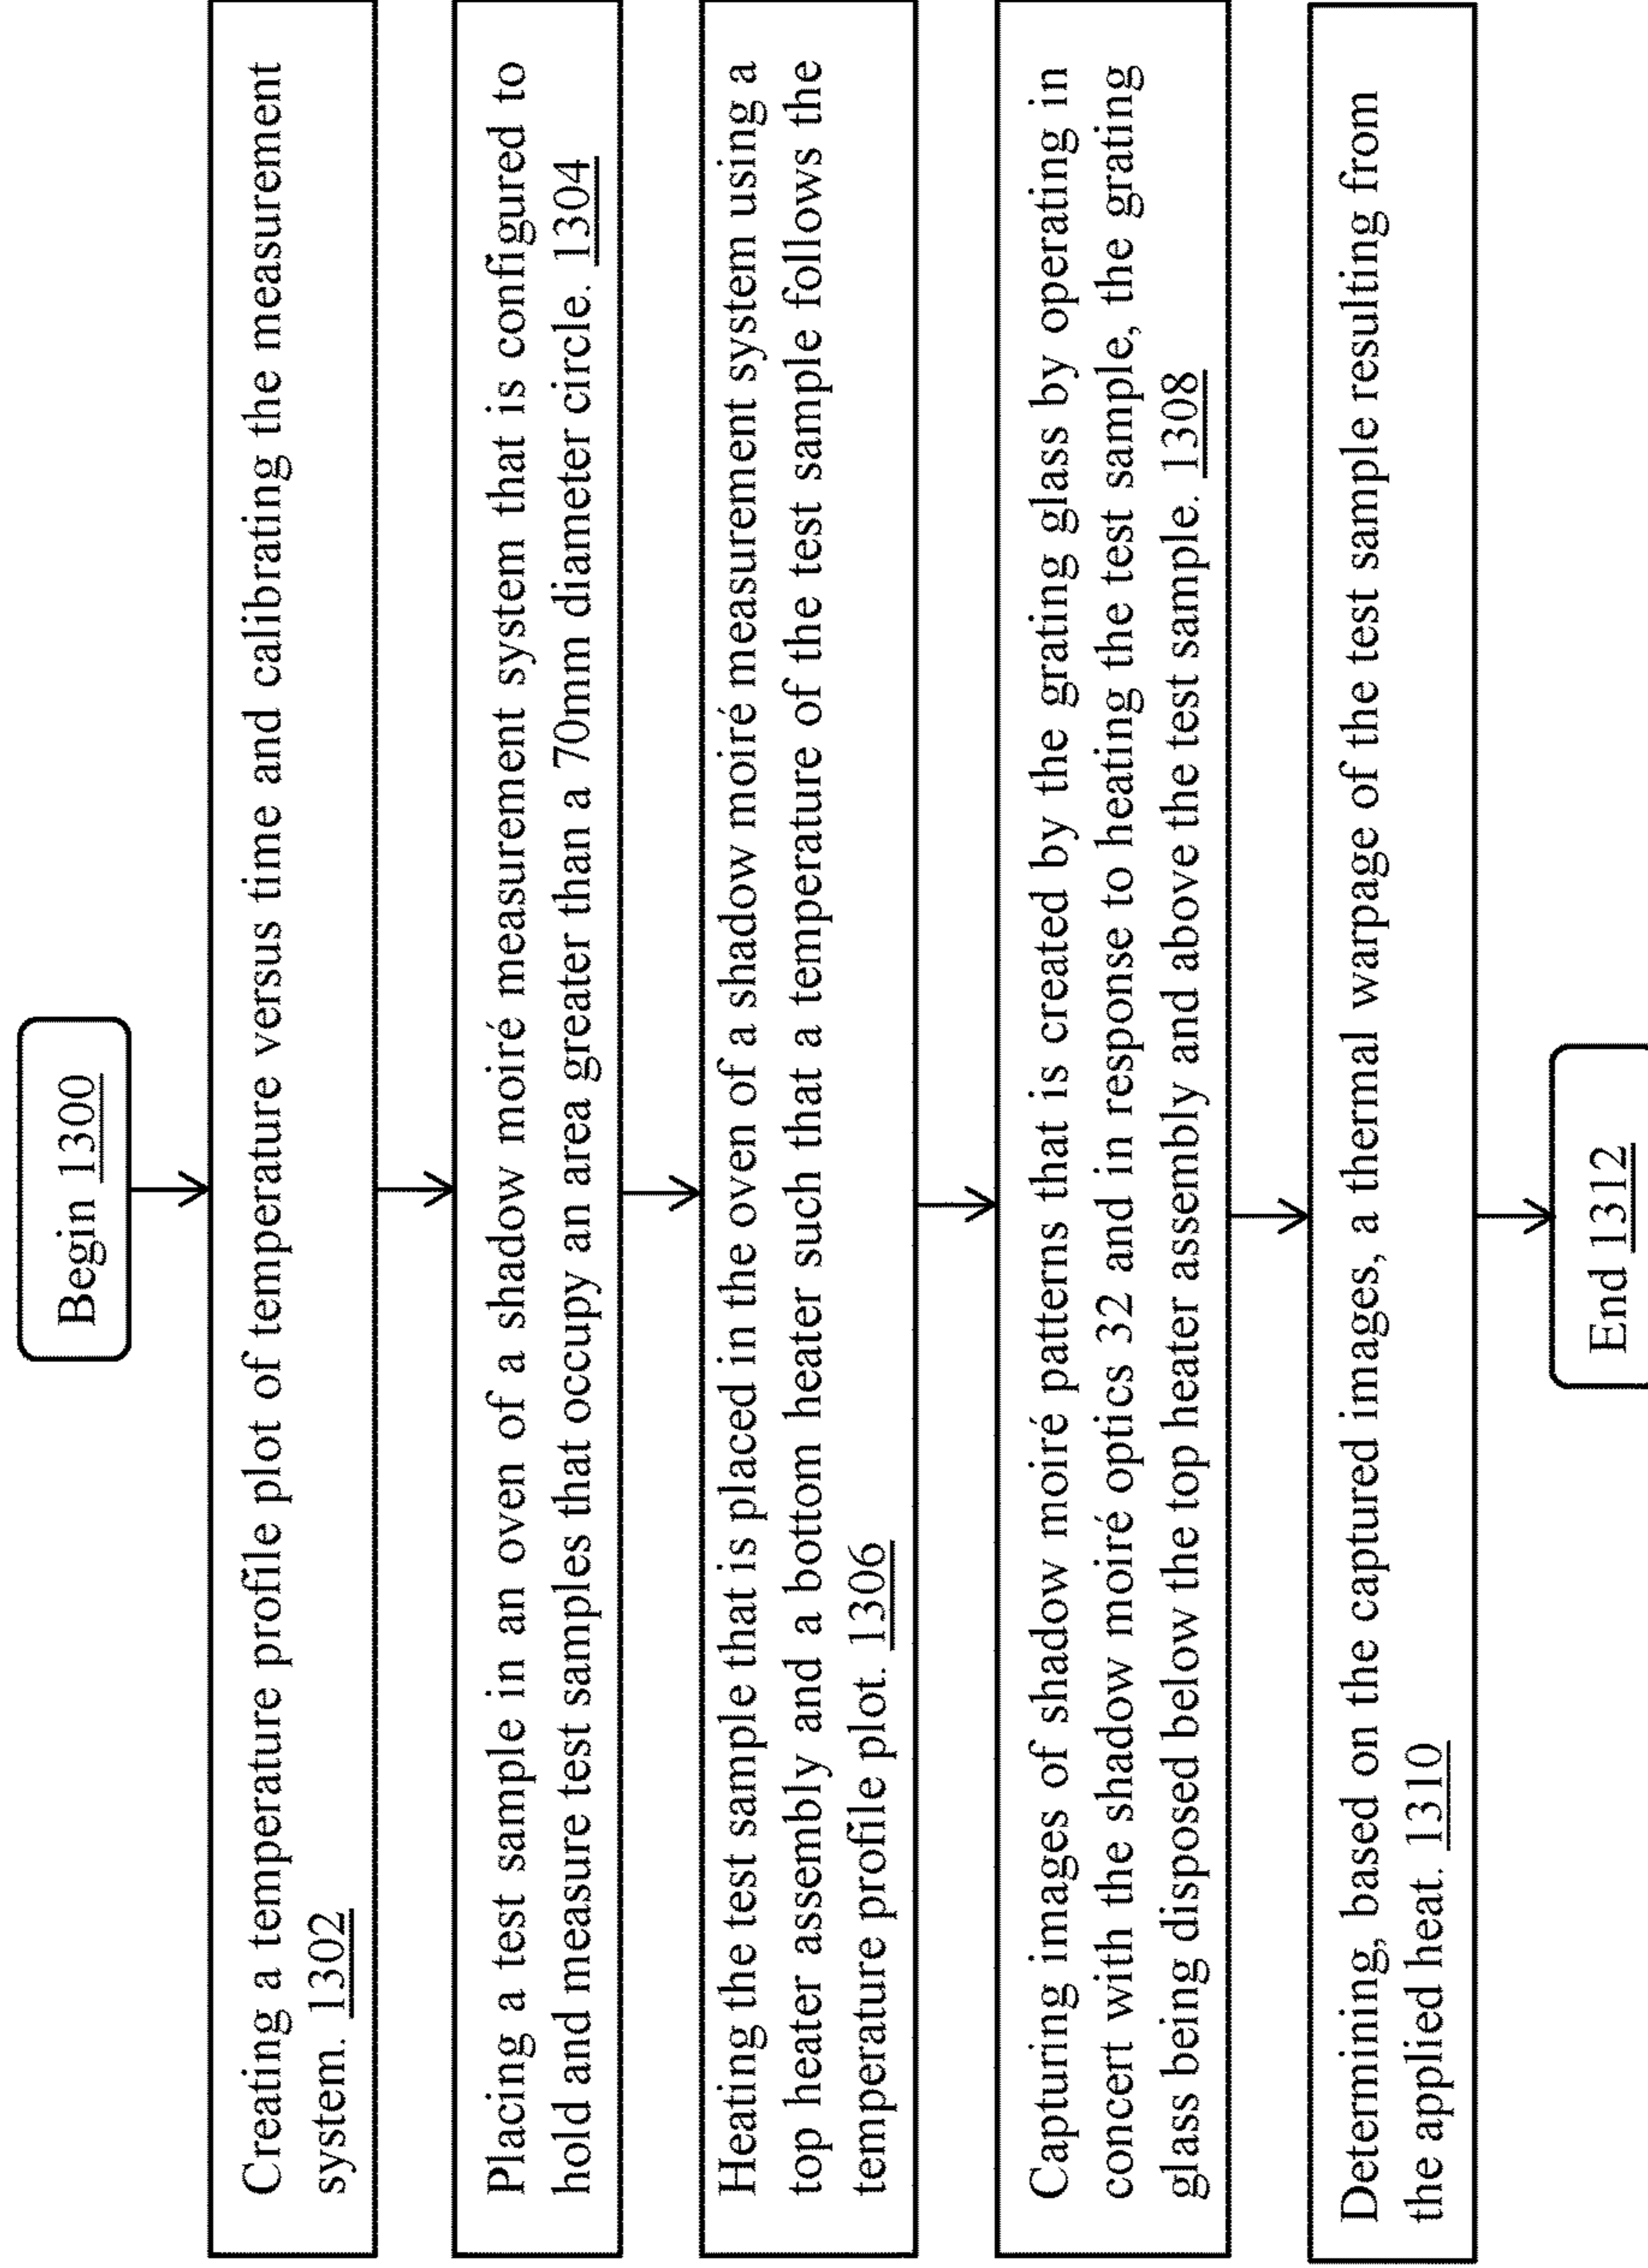 Begin 1300
Creating a temperature profile plot of temperature versus time and calibrating the measurement
system. 1302
Placing a test sample in an oven of a shadow moiré measurement system that is configured to
hold and measure test samples that occupy an area greater than a 70mm diameter circle. 1304
Heating the test sample that is placed in the oven of a shadow moiré measurement system using a
top heater assembly and a bottom heater such that a temperature of the test sample follows the
temperature profile plot. 1306
Capturing images of shadow moiré patterns that is created by the grating glass by operating in
concert with the shadow moiré optics 32 and in response to heating the test sample, the grating
glass being disposed below the top heater assembly and above the test sample. 1308
Determining, based on the captured images, a thermal warpage of the test sample resulting from
the applied heat. 1310
End 1312